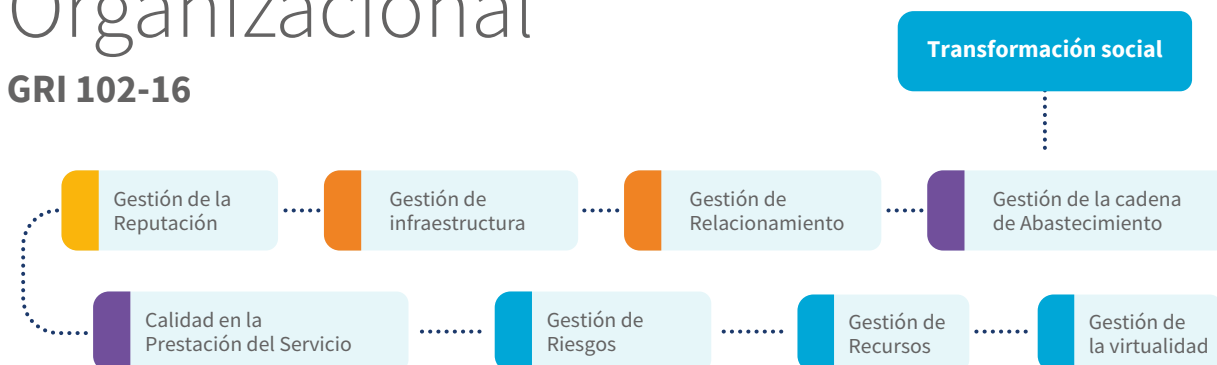 Organizacional
GRI 102-16
Transformación social
Gestión de la
Reputación
Gestión de
infraestructura
Gestión de
Relacionamiento
Gestión de la cadena
de Abastecimiento
Calidad en la
Prestación del Servicio
Gestión de
Riesgos
Gestión de
Recursos
Gestión de
la virtualidad